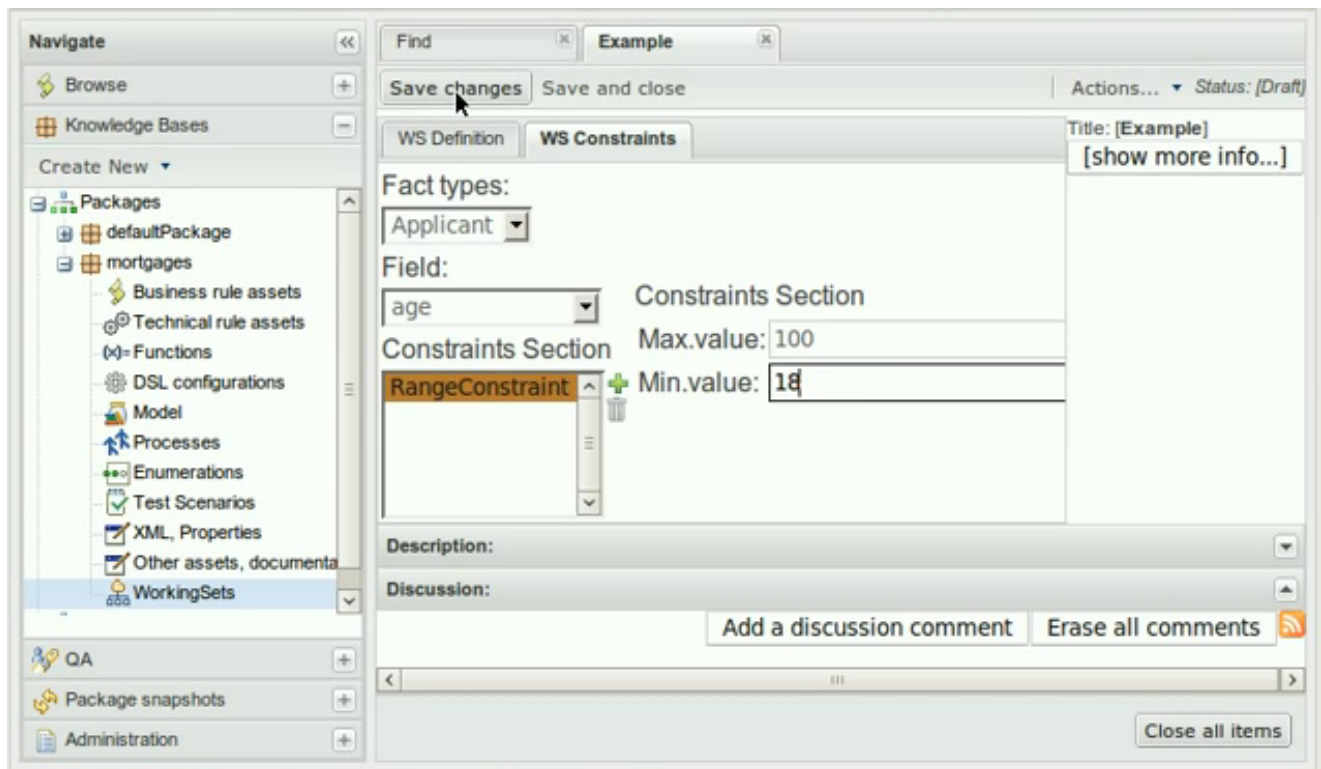 Navigate
Browse
Knowledge Bases
Create New
Packages
defaultPackage
mortgages
Business rule assets
Technical rule assets
(x)= Functions
DSL configurations
Model
Processes
Enumerations
Test Scenarios
XML, Properties
Other assets, documenta
WorkingSets
QA
Package snapshots
Administration
Find Example
Save changes Save and close Actions... Status: [Draft]
WS Definition WS Constraints
Title: [Example]
[show more info...]
Fact types:
Applicant
Field:
age
Constraints Section
RangeConstraint
Constraints Section
Max.value: 100
Min.value: 18
Description:
Discussion:
Add a discussion comment Erase all comments
Close all items